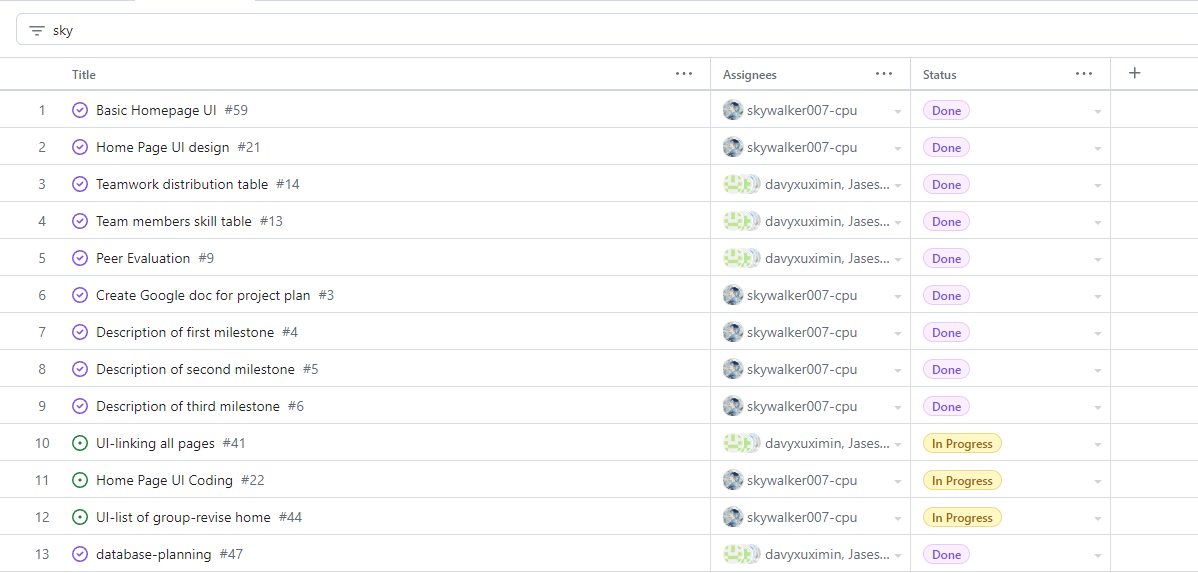 sky
Title ... Assignees ... Status ... +
1 Basic Homepage UI #59 skywalker007-cpu Done
2 Home Page UI design #21 skywalker007-cpu Done
3 Teamwork distribution table #14 davyxuximin, Jases... Done
4 Team members skill table #13 davyxuximin, Jases... Done
5 Peer Evaluation #9 davyxuximin, Jases... Done
6 Create Google doc for project plan #3 skywalker007-cpu Done
7 Description of first milestone #4 skywalker007-cpu Done
8 Description of second milestone #5 skywalker007-cpu Done
9 Description of third milestone #6 skywalker007-cpu Done
10 UI-linking all pages #41 davyxuximin, Jases... In Progress
11 Home Page UI Coding #22 skywalker007-cpu In Progress
12 UI-list of group-revise home #44 skywalker007-cpu In Progress
13 database-planning #47 davyxuximin, Jases... Done